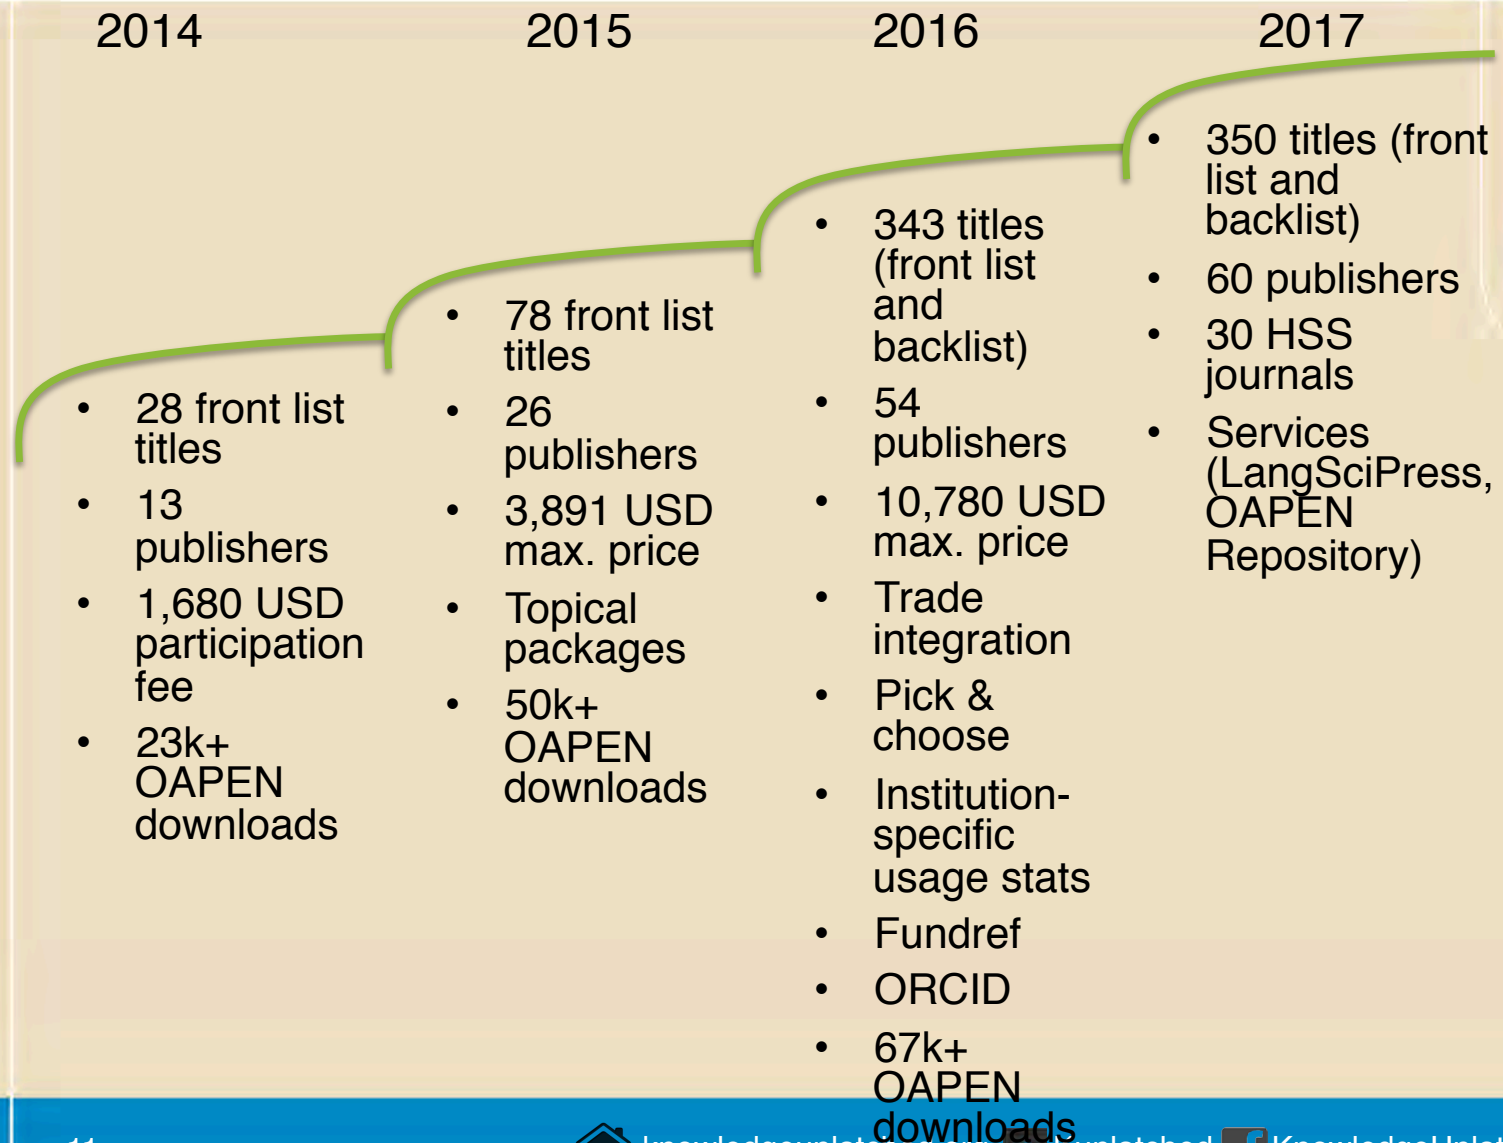 2014
2015
2016
2017
• 28 front list
titles
• 13
publishers
• 1,680 USD
participation
fee
• 23k+
OAPEN
downloads
• 78 front list
titles
• 26
publishers
• 3,891 USD
max. price
• Topical
packages
• 50k+
OAPEN
downloads
• 343 titles
(front list
and
backlist)
• 54
publishers
• 10,780 USD
max. price
• Trade
integration
• Pick &
choose
• Institution-
specific
usage stats
• Fundref
• ORCID
• 67k+
OAPEN
downloads
• 350 titles (front
list and
backlist)
• 60 publishers
• 30 HSS
journals
• Services
(LangSciPress,
OAPEN
Repository)
11